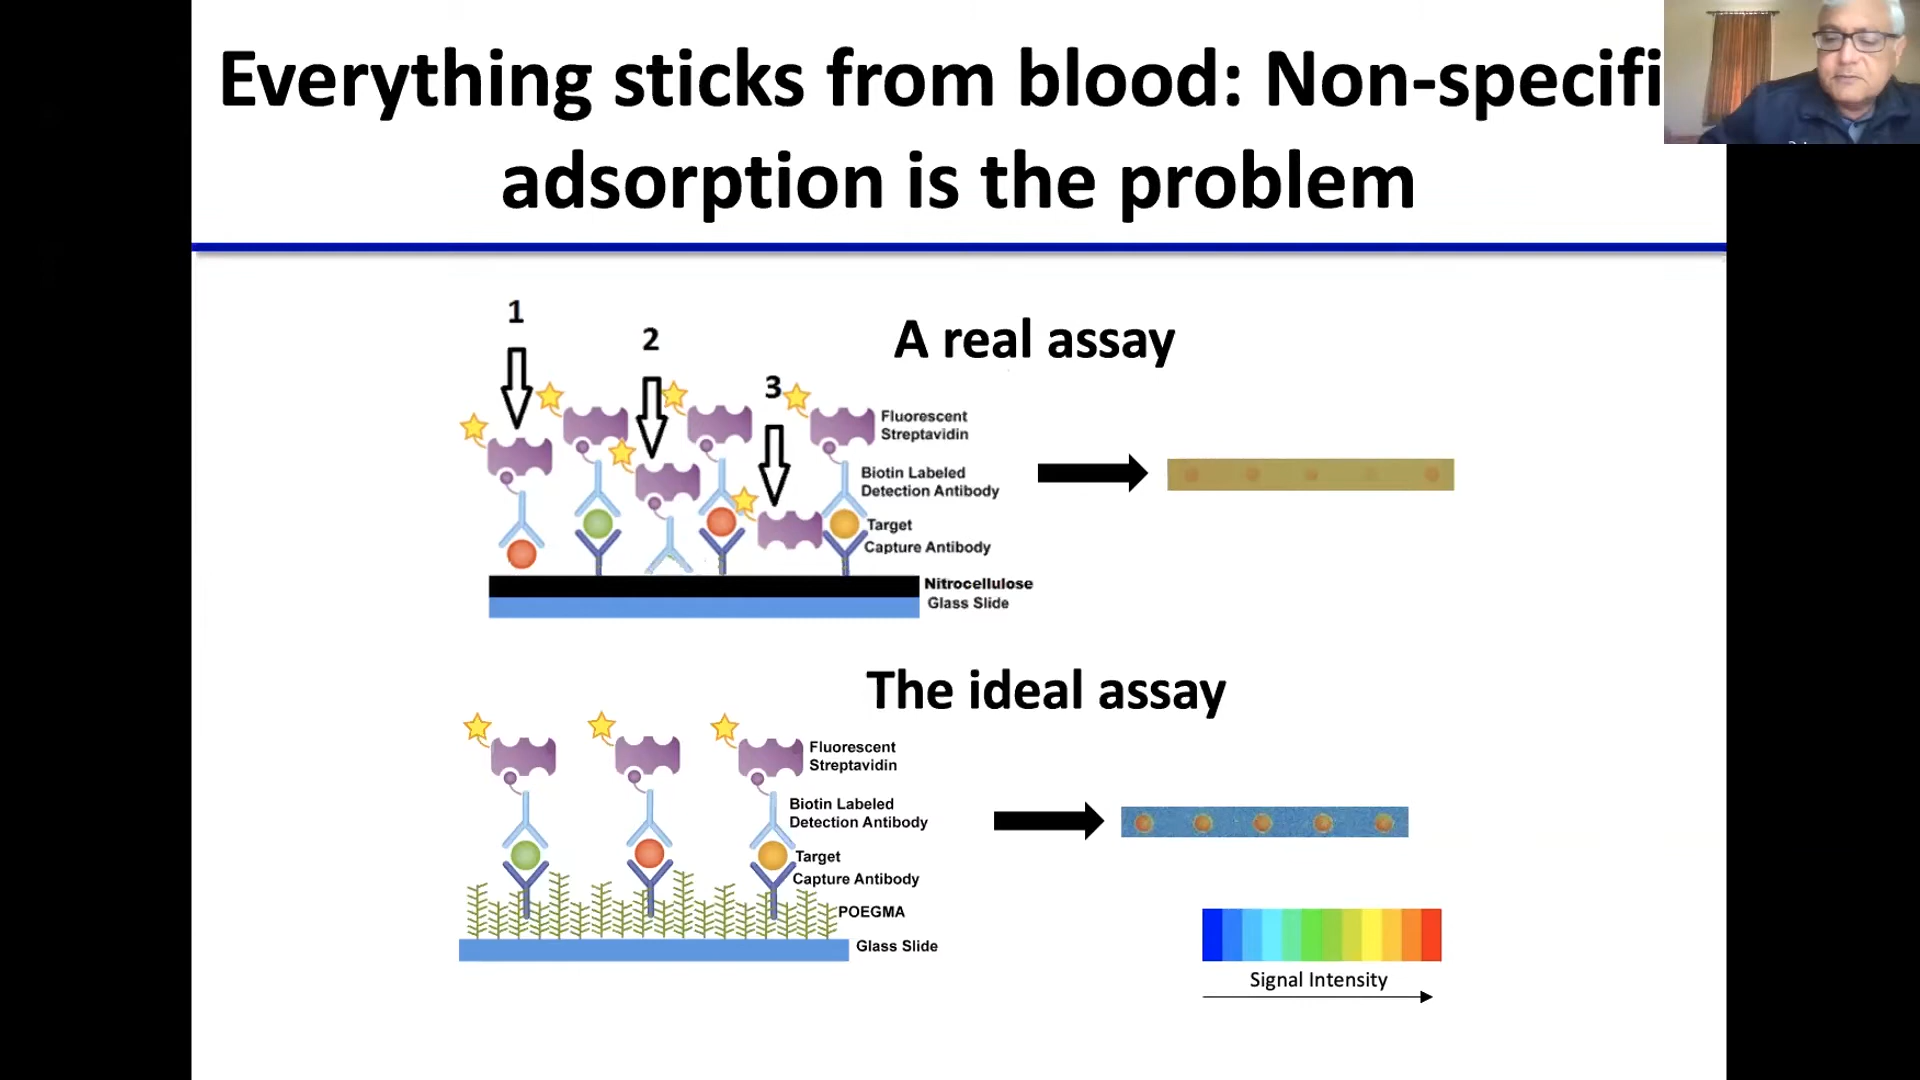 Everything sticks from blood: Non-specifi
adsorption is the problem
1
2
3
A real assay
Fluorescent
Streptavidin
Biotin Labeled
Detection Antibody
Target
Capture Antibody
Nitrocellulose
Glass Slide
The ideal assay
Fluorescent
Streptavidin
Biotin Labeled
Detection Antibody
Target
Capture Antibody
POEGMA
Glass Slide
Signal Intensity